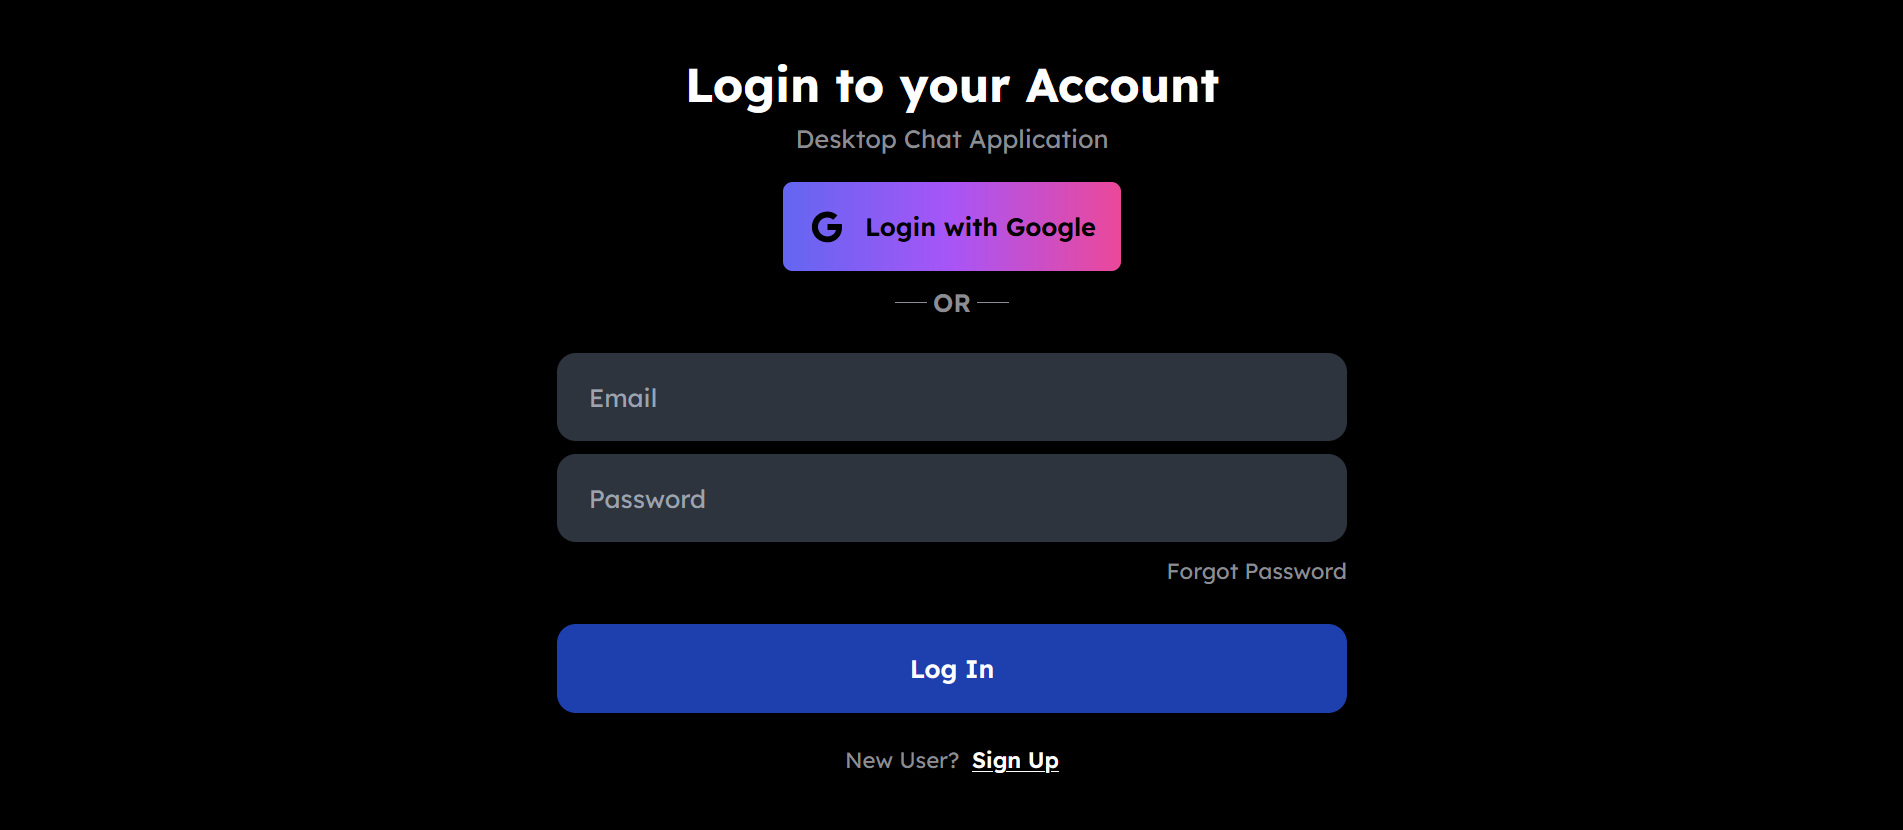 Login to your Account
Desktop Chat Application
Login with Google
OR
Email
Password
Forgot Password
Log In
New User? Sign Up